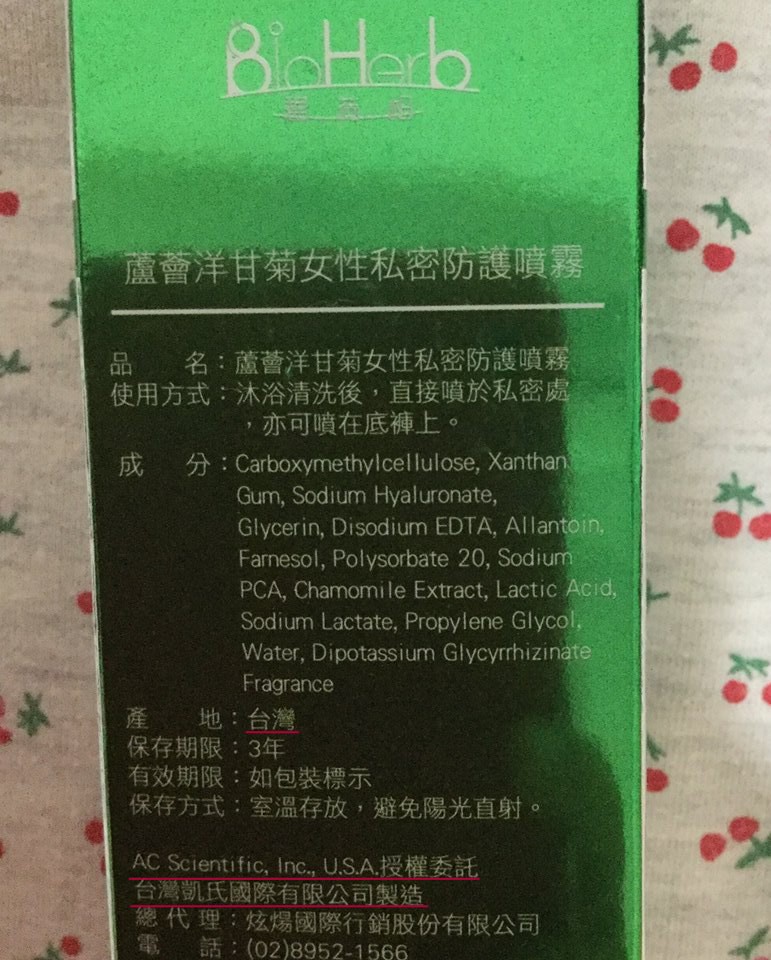 BioHerb
蘆薈洋甘菊女性私密防護噴霧
品 名：蘆薈洋甘菊女性私密防護噴霧
使用方式：沐浴清洗後，直接噴於私密處
，亦可噴在底褲上。
成 分：Carboxymethylcellulose, Xanthan
Gum, Sodium Hyaluronate,
Glycerin, Disodium EDTA, Allantoin,
Farnesol, Polysorbate 20, Sodium
PCA, Chamomile Extract, Lactic Acid,
Sodium Lactate, Propylene Glycol,
Water, Dipotassium Glycyrrhizinate
Fragrance
產 地：台灣
保存期限：3年
有效期限：如包裝標示
保存方式：室溫存放，避免陽光直射。
AC Scientific, Inc., U.S.A.授權委託
台灣凱氏國際有限公司製造
總代理：炫煬國際行銷股份有限公司
電 話：(02)8952-1566